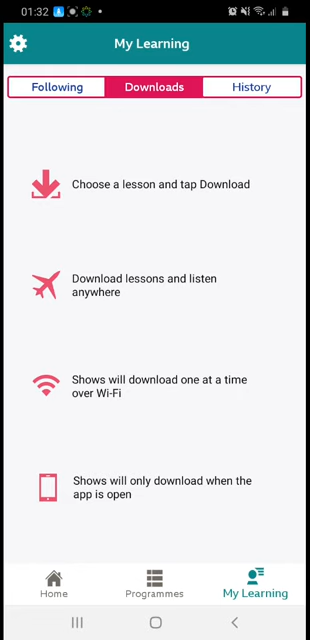 01:32
My Learning
Following
Downloads
History
Choose a lesson and tap Download
Download lessons and listen
anywhere
Shows will download one at a time
over Wi-Fi
Shows will only download when the
app is open
Home
Programmes
My Learning